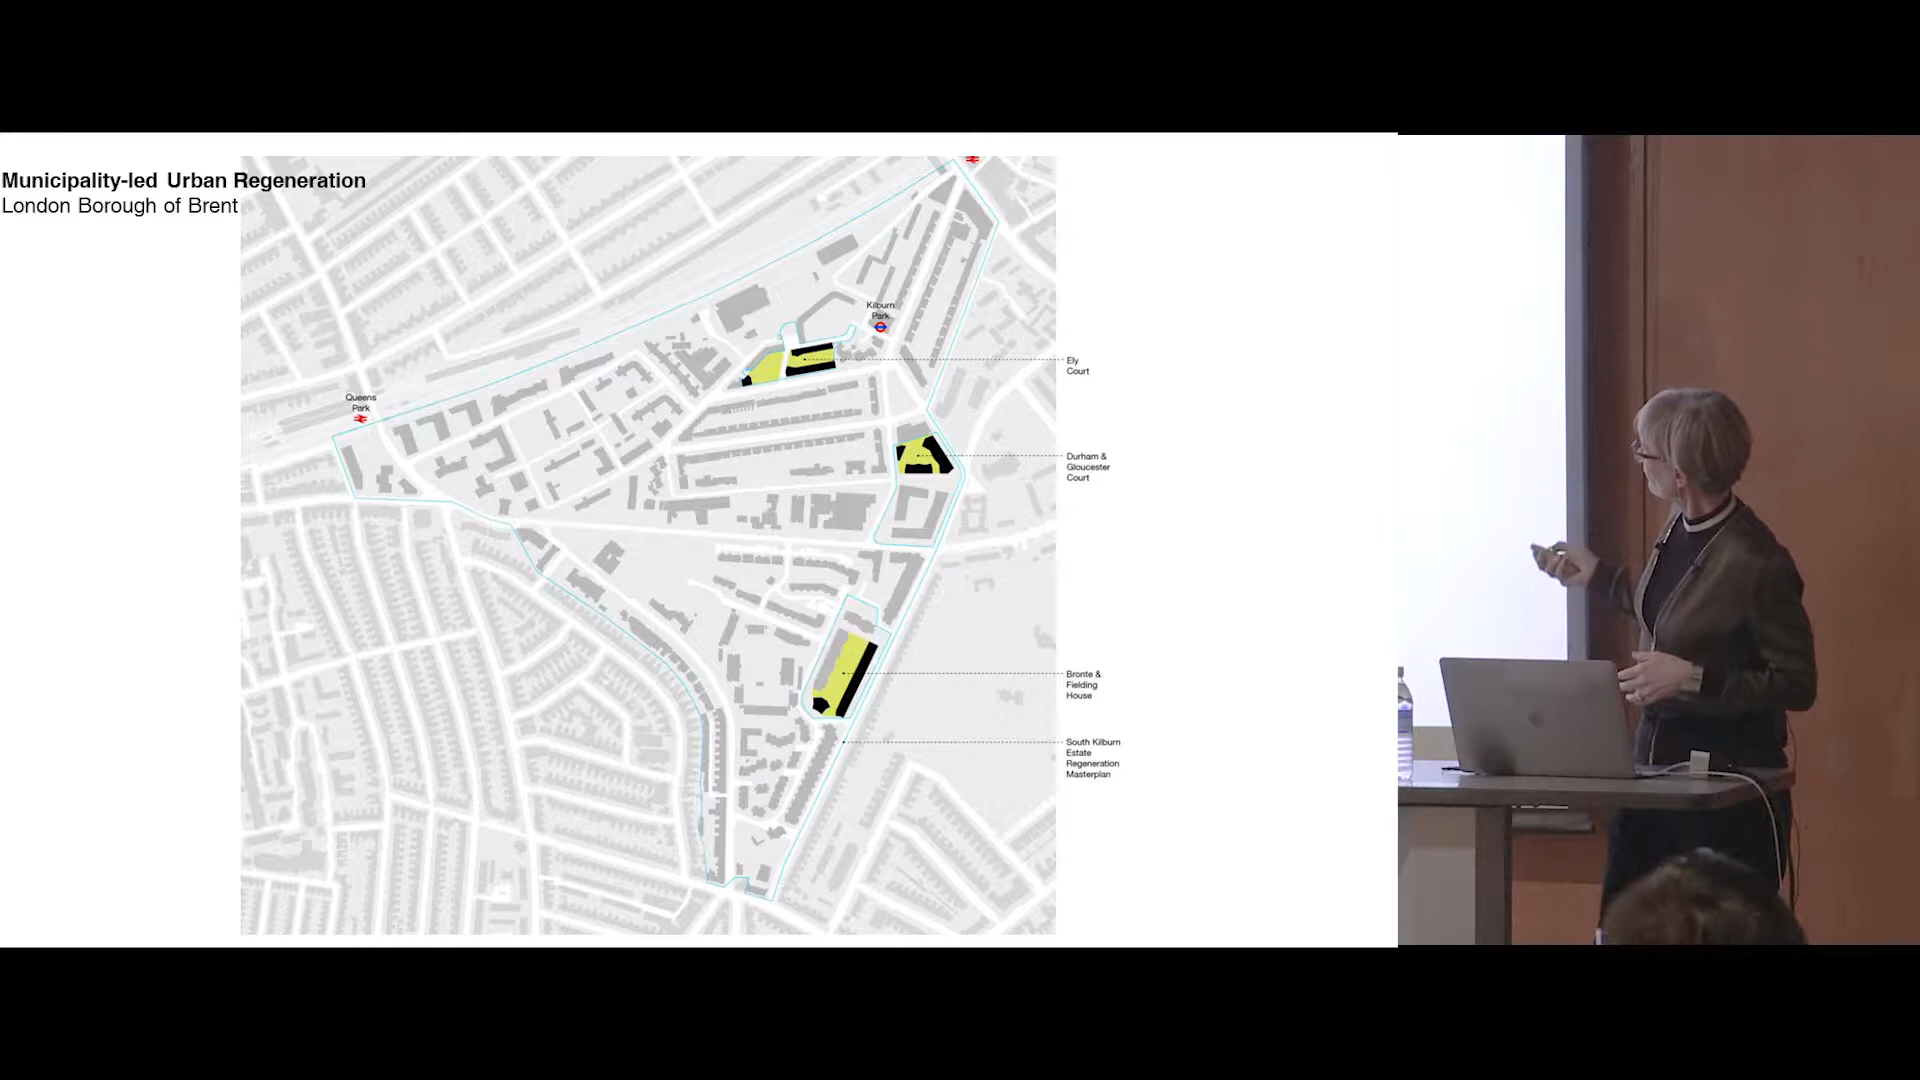 Municipality-led Urban Regeneration
London Borough of Brent
Kilburn
Park
Ely
Court
Queens
Park
Durham &
Gloucester
Court
Bronte &
Fielding
House
South Kilburn
Estate
Regeneration
Masterplan